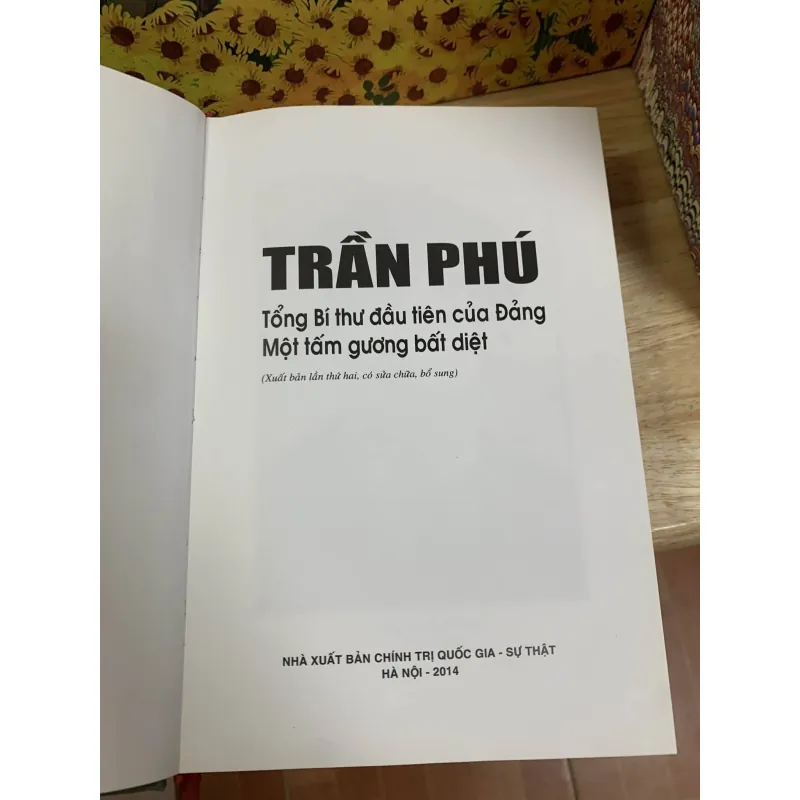 TRẦN PHÚ
Tổng Bí thư đầu tiên của Đảng
Một tấm gương bất diệt
(Xuất bản lần thứ hai, có sửa chữa, bổ sung)
NHÀ XUẤT BẢN CHÍNH TRỊ QUỐC GIA - SỰ THẬT
HÀ NỘI - 2014